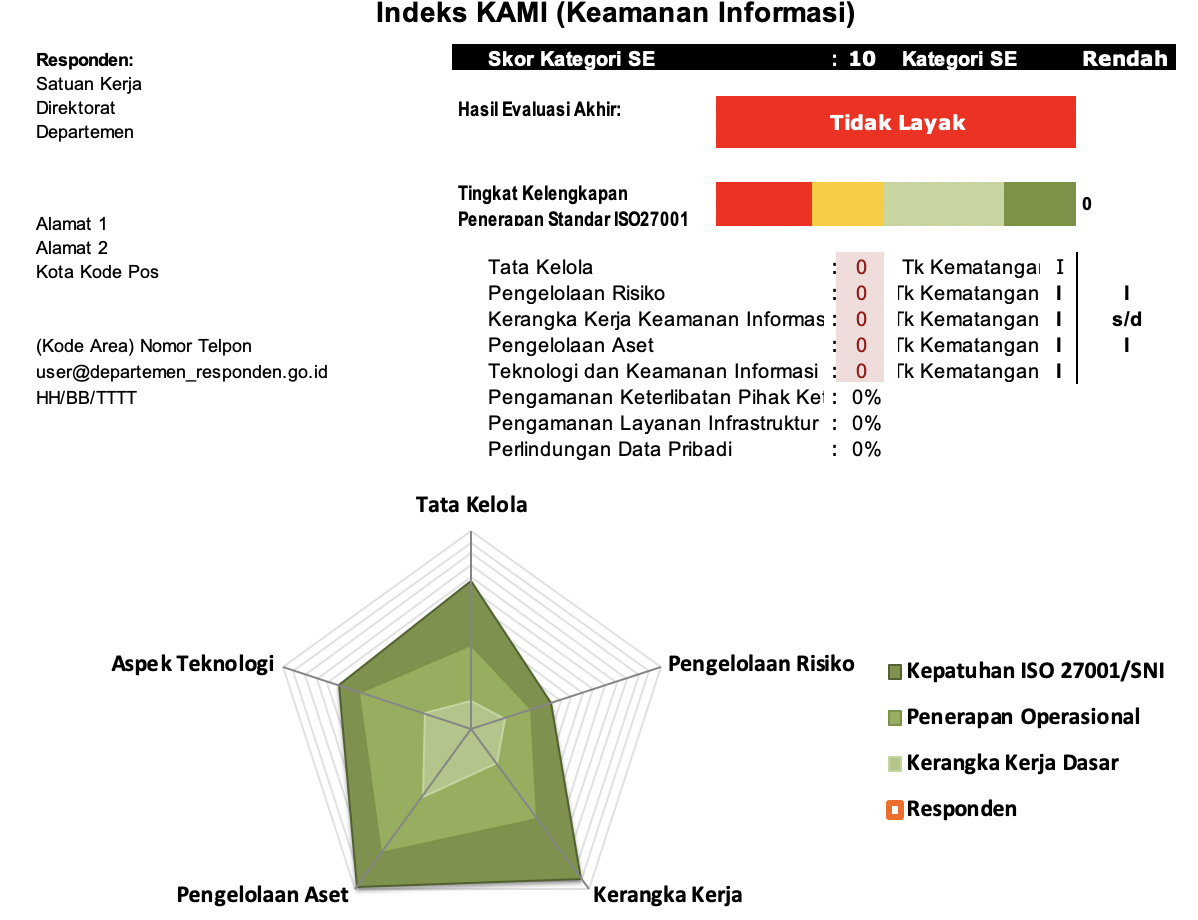 Indeks KAMI (Keamanan Informasi)
Responden:
Satuan Kerja
Direktorat
Departemen
Alamat 1
Alamat 2
Kota Kode Pos
(Kode Area) Nomor Telpon
user@departemen_responden.go.id
HH/BB/TTTT
Skor Kategori SE : 10 Kategori SE Rendah
Hasil Evaluasi Akhir: Tidak Layak
Tingkat Kelengkapan
Penerapan Standar ISO27001 0
Tata Kelola : 0 Tk Kematangan I
Pengelolaan Risiko : 0 Tk Kematangan I I
Kerangka Kerja Keamanan Informas : 0 Tk Kematangan I s/d
Pengelolaan Aset : 0 Tk Kematangan I I
Teknologi dan Keamanan Informasi : 0 Tk Kematangan I
Pengamanan Keterlibatan Pihak Ket : 0%
Pengamanan Layanan Infrastruktur : 0%
Perlindungan Data Pribadi : 0%
Tata Kelola
Aspek Teknologi
Pengelolaan Risiko
Pengelolaan Aset
Kerangka Kerja
Kepatuhan ISO 27001/SNI
Penerapan Operasional
Kerangka Kerja Dasar
Responden